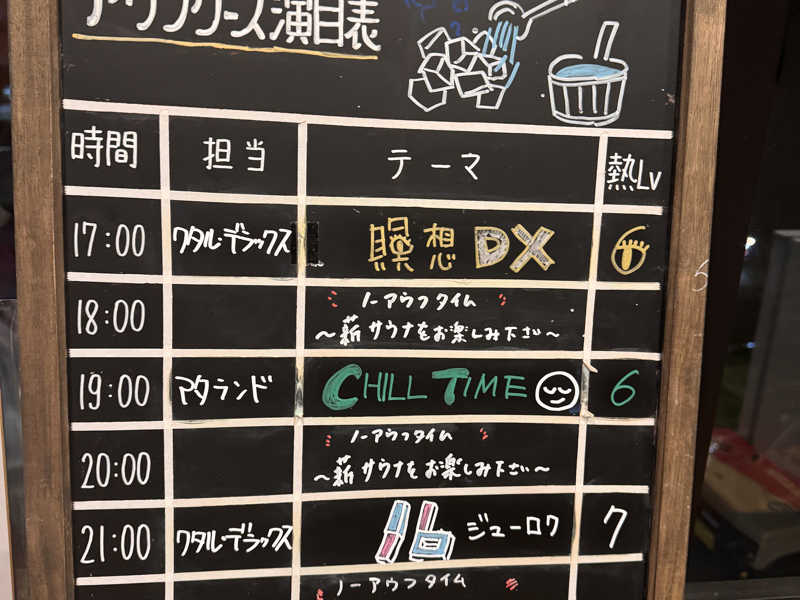 アウフグース演目表
時間 担当 テーマ 熱Lv
17:00 ワタル・デラックス 瞑想DX 6
18:00 ノーアウフタイム
～薪サウナをお楽しみ下さい～
19:00 マタランド CHILL TIME 6
20:00 ノーアウフタイム
～薪サウナをお楽しみ下さい～
21:00 ワタル・デラックス 16 ジューロク 7
ノーアウフタイム